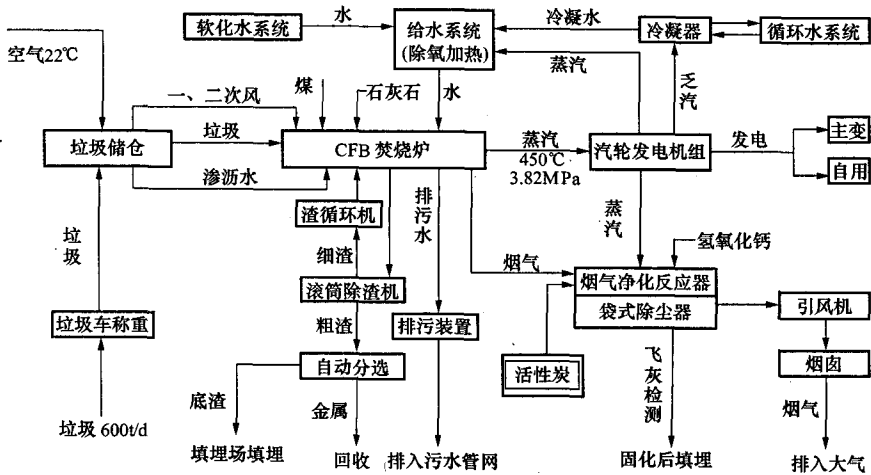 软化水系统
水
给水系统
(除氧加热)
冷凝水
冷凝器
循环水系统
空气22℃
蒸汽
乏汽
煤
石灰石
水
一、二次风
垃圾储仓
垃圾
CFB 焚烧炉
蒸汽
450℃
3.82MPa
汽轮发电机组
发电
主变
自用
渗沥水
垃圾
渣循环机
排污水
蒸汽
氢氧化钙
细渣
烟气
滚筒除渣机
烟气净化反应器
袋式除尘器
引风机
垃圾车称重
粗渣
排污装置
自动分选
活性炭
飞灰检测
烟囱
底渣
金属
烟气
垃圾 600t/d
填埋场填埋
回收
排入污水管网
固化后填埋
排入大气